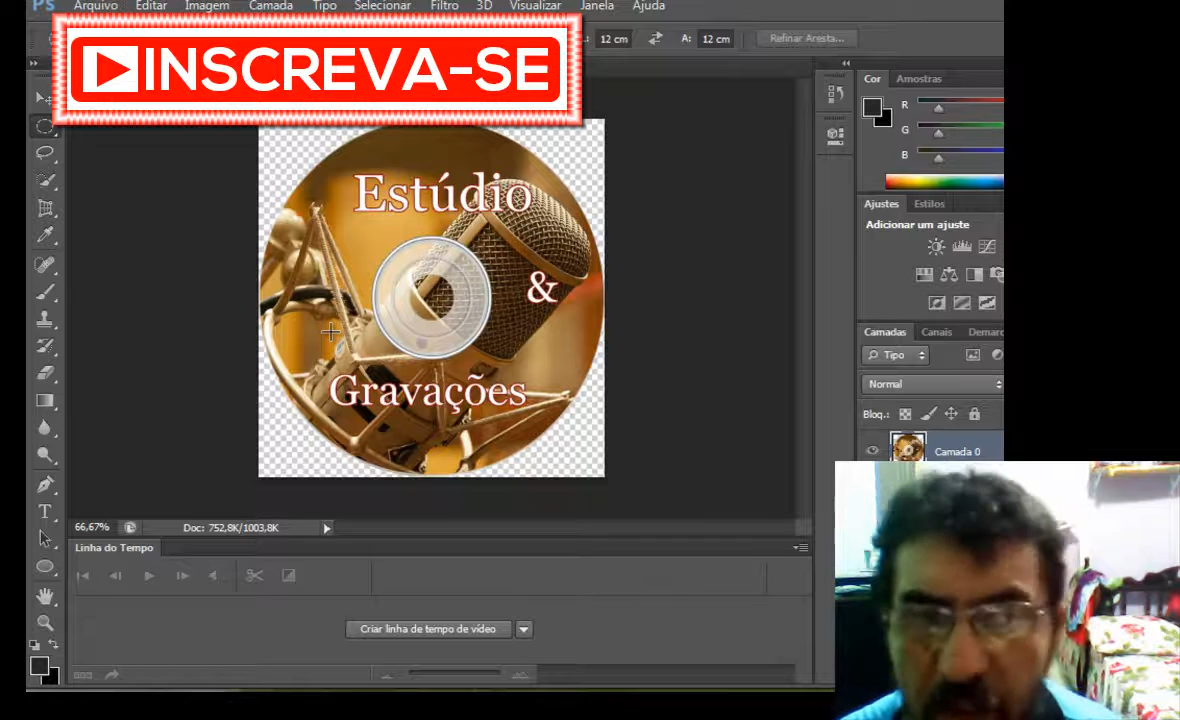 PS Arquivo Editar Imagem Camada Tipo Selecionar Filtro 3D Visualizar Janela Ajuda
INSCREVA-SE
12 cm A: 12 cm Refinar Aresta...
Cor Amostras
R
G
B
Ajustes Estilos
Adicionar um ajuste
Estúdio
&
Gravações
Camadas Canais Demarc
Tipo
Normal
Bloq.:
Camada 0
66,67% Doc: 752,8K/1003,8K
Linha do Tempo
Criar linha de tempo de vídeo